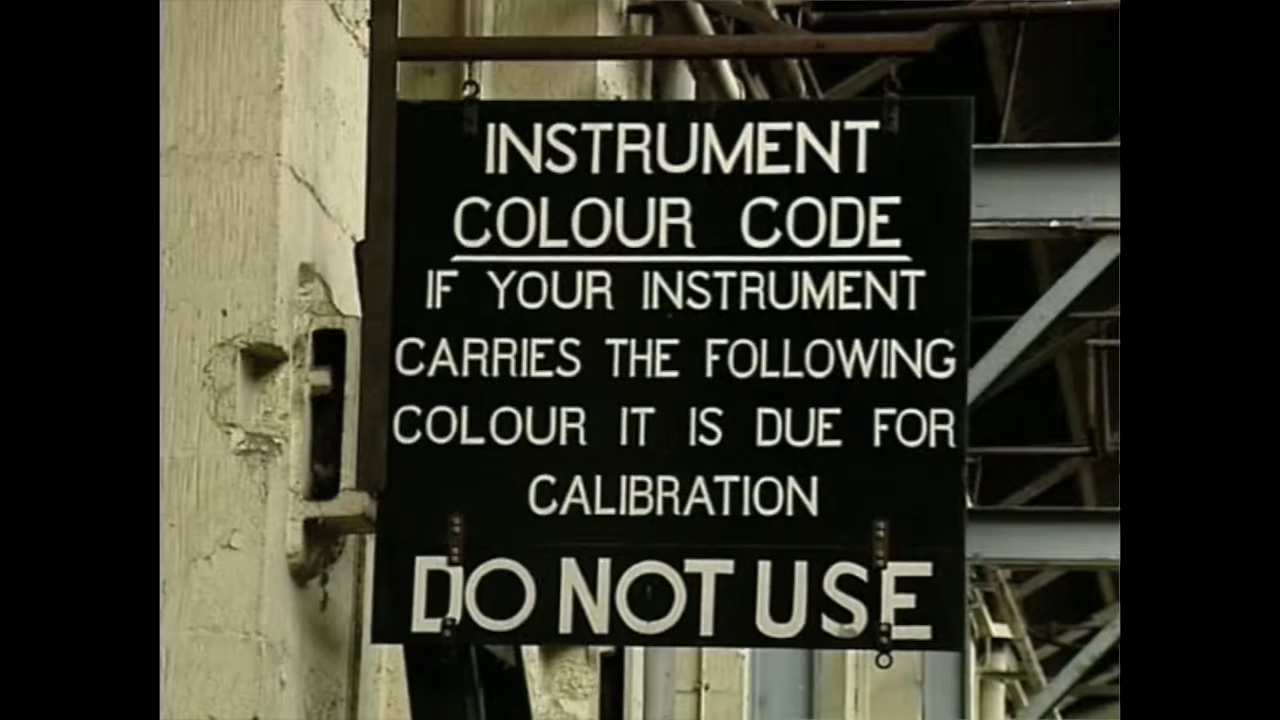 INSTRUMENT
COLOUR CODE
IF YOUR INSTRUMENT
CARRIES THE FOLLOWING
COLOUR IT IS DUE FOR
CALIBRATION
DO NOT USE